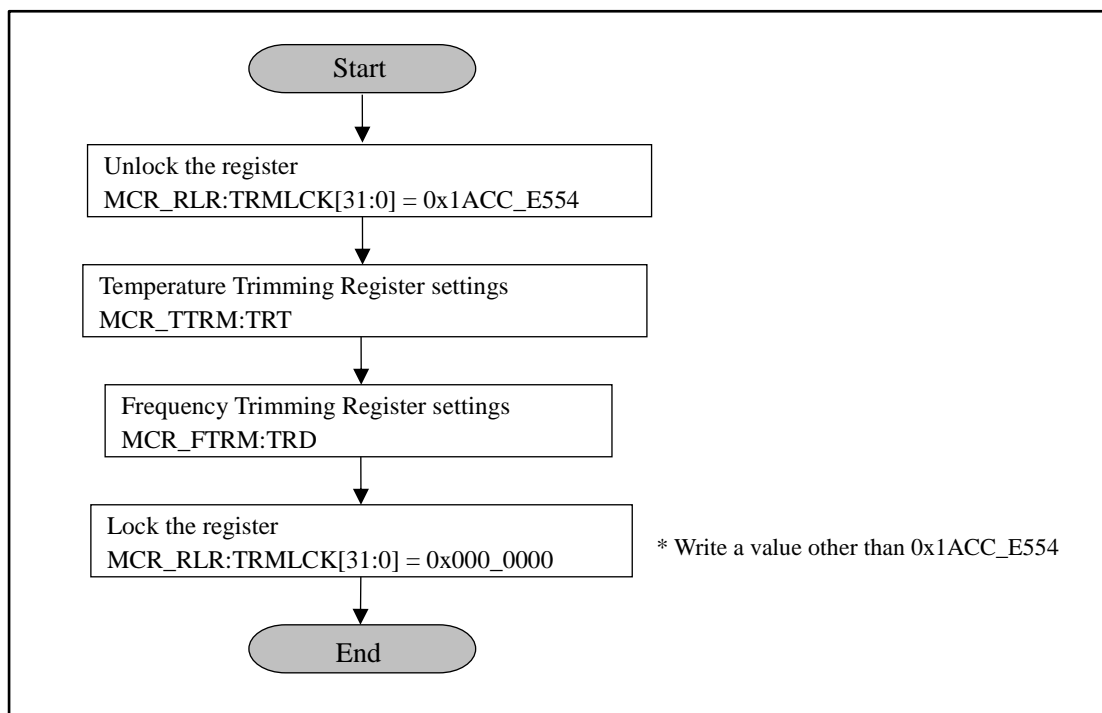 Start
Unlock the register
MCR_RLR:TRMLCK[31:0] = 0x1ACC_E554
Temperature Trimming Register settings
MCR_TTRM:TRT
Frequency Trimming Register settings
MCR_FTRM:TRD
Lock the register
MCR_RLR:TRMLCK[31:0] = 0x000_0000
* Write a value other than 0x1ACC_E554
End